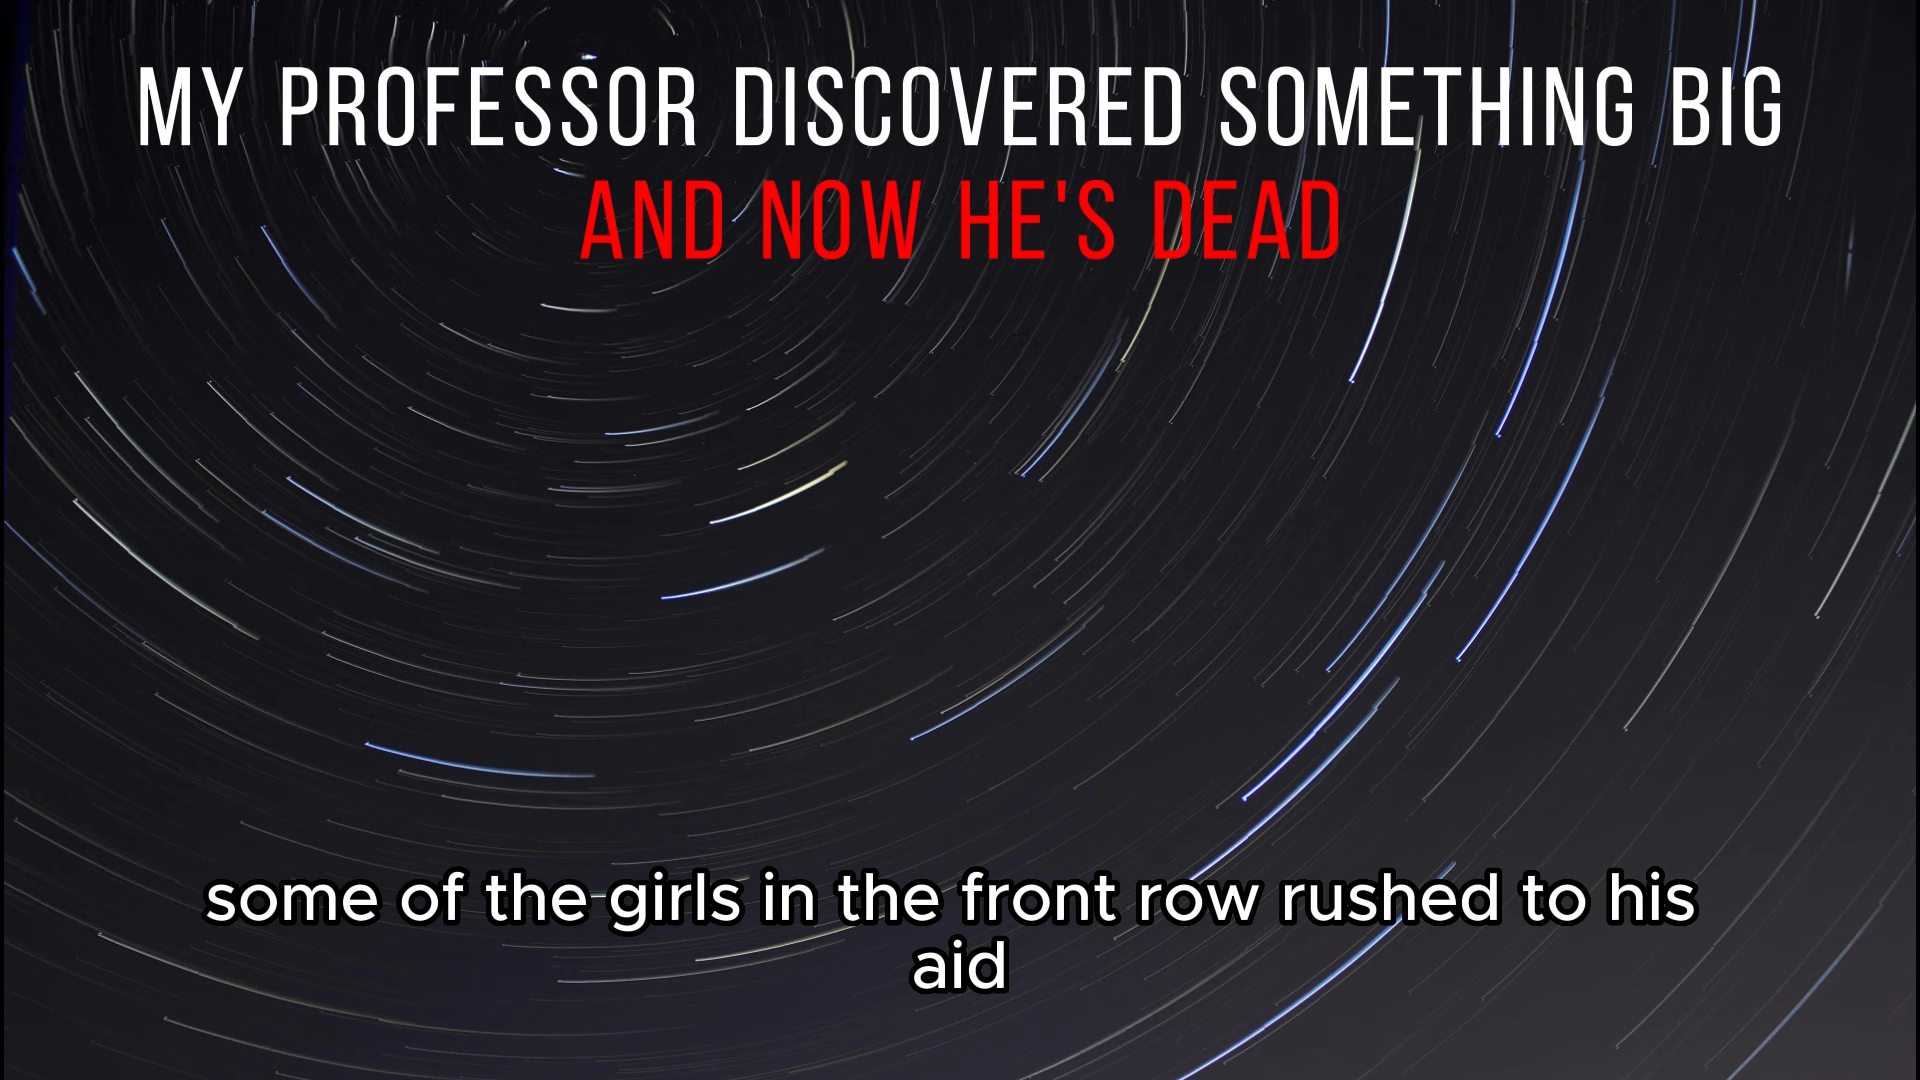 MY PROFESSOR DISCOVERED SOMETHING BIG
AND NOW HE'S DEAD
some of the girls in the front row rushed to his
aid